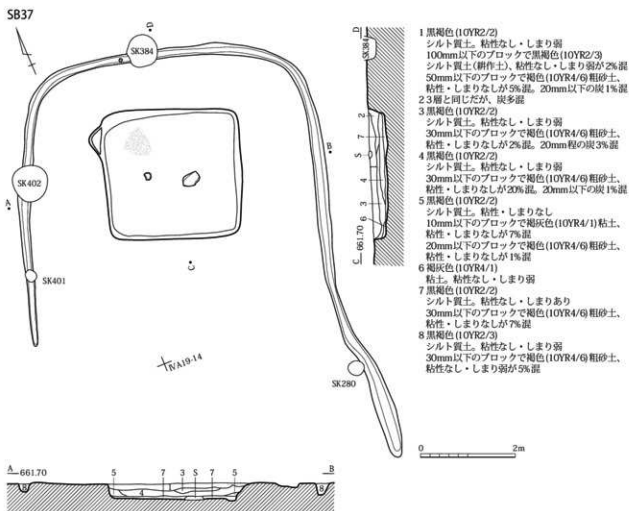 SB37
D
SK384
B
SK402
A
SK401
C
ⅣA19-14
SK280
D
SK384
2
7
S
7
4
3
6
661.70
C
0 2m
A 661.70 5 7 3 S 7 5 B
8 4 8
1 黒褐色(10YR2/2)
シルト質土。粘性なし・しまり弱
100mm以下のブロックで黒褐色(10YR2/3)
シルト質土(耕作土)、粘性なし・しまり弱が2%混
50mm以下のブロックで褐色(10YR4/6)粗砂土、
粘性・しまりなしが5%混。20mm以下の炭1%混
2 3層と同じだが、炭多混
3 黒褐色(10YR2/2)
シルト質土。粘性なし・しまり弱
30mm以下のブロックで褐色(10YR4/6)粗砂土、
粘性・しまりなしが2%混。20mm程の炭3%混
4 黒褐色(10YR2/2)
シルト質土。粘性なし・しまり弱
30mm以下のブロックで褐色(10YR4/6)粗砂土、
粘性・しまりなしが20%混。20mm以下の炭1%混
5 黒褐色(10YR2/2)
シルト質土。粘性・しまりなし
10mm以下のブロックで褐灰色(10YR4/1)粘土、
粘性・しまりなしが7%混
20mm以下のブロックで褐色(10YR4/6)粗砂土、
粘性・しまりなしが1%混
6 褐灰色(10YR4/1)
粘土。粘性なし・しまり弱
7 黒褐色(10YR2/2)
シルト質土。粘性なし・しまりあり
30mm以下のブロックで褐色(10YR4/6)粗砂土、
粘性・しまりなしが7%混
8 黒褐色(10YR2/3)
シルト質土。粘性なし・しまり弱
30mm以下のブロックで褐色(10YR4/6)粗砂土、
粘性なし・しまり弱が5%混